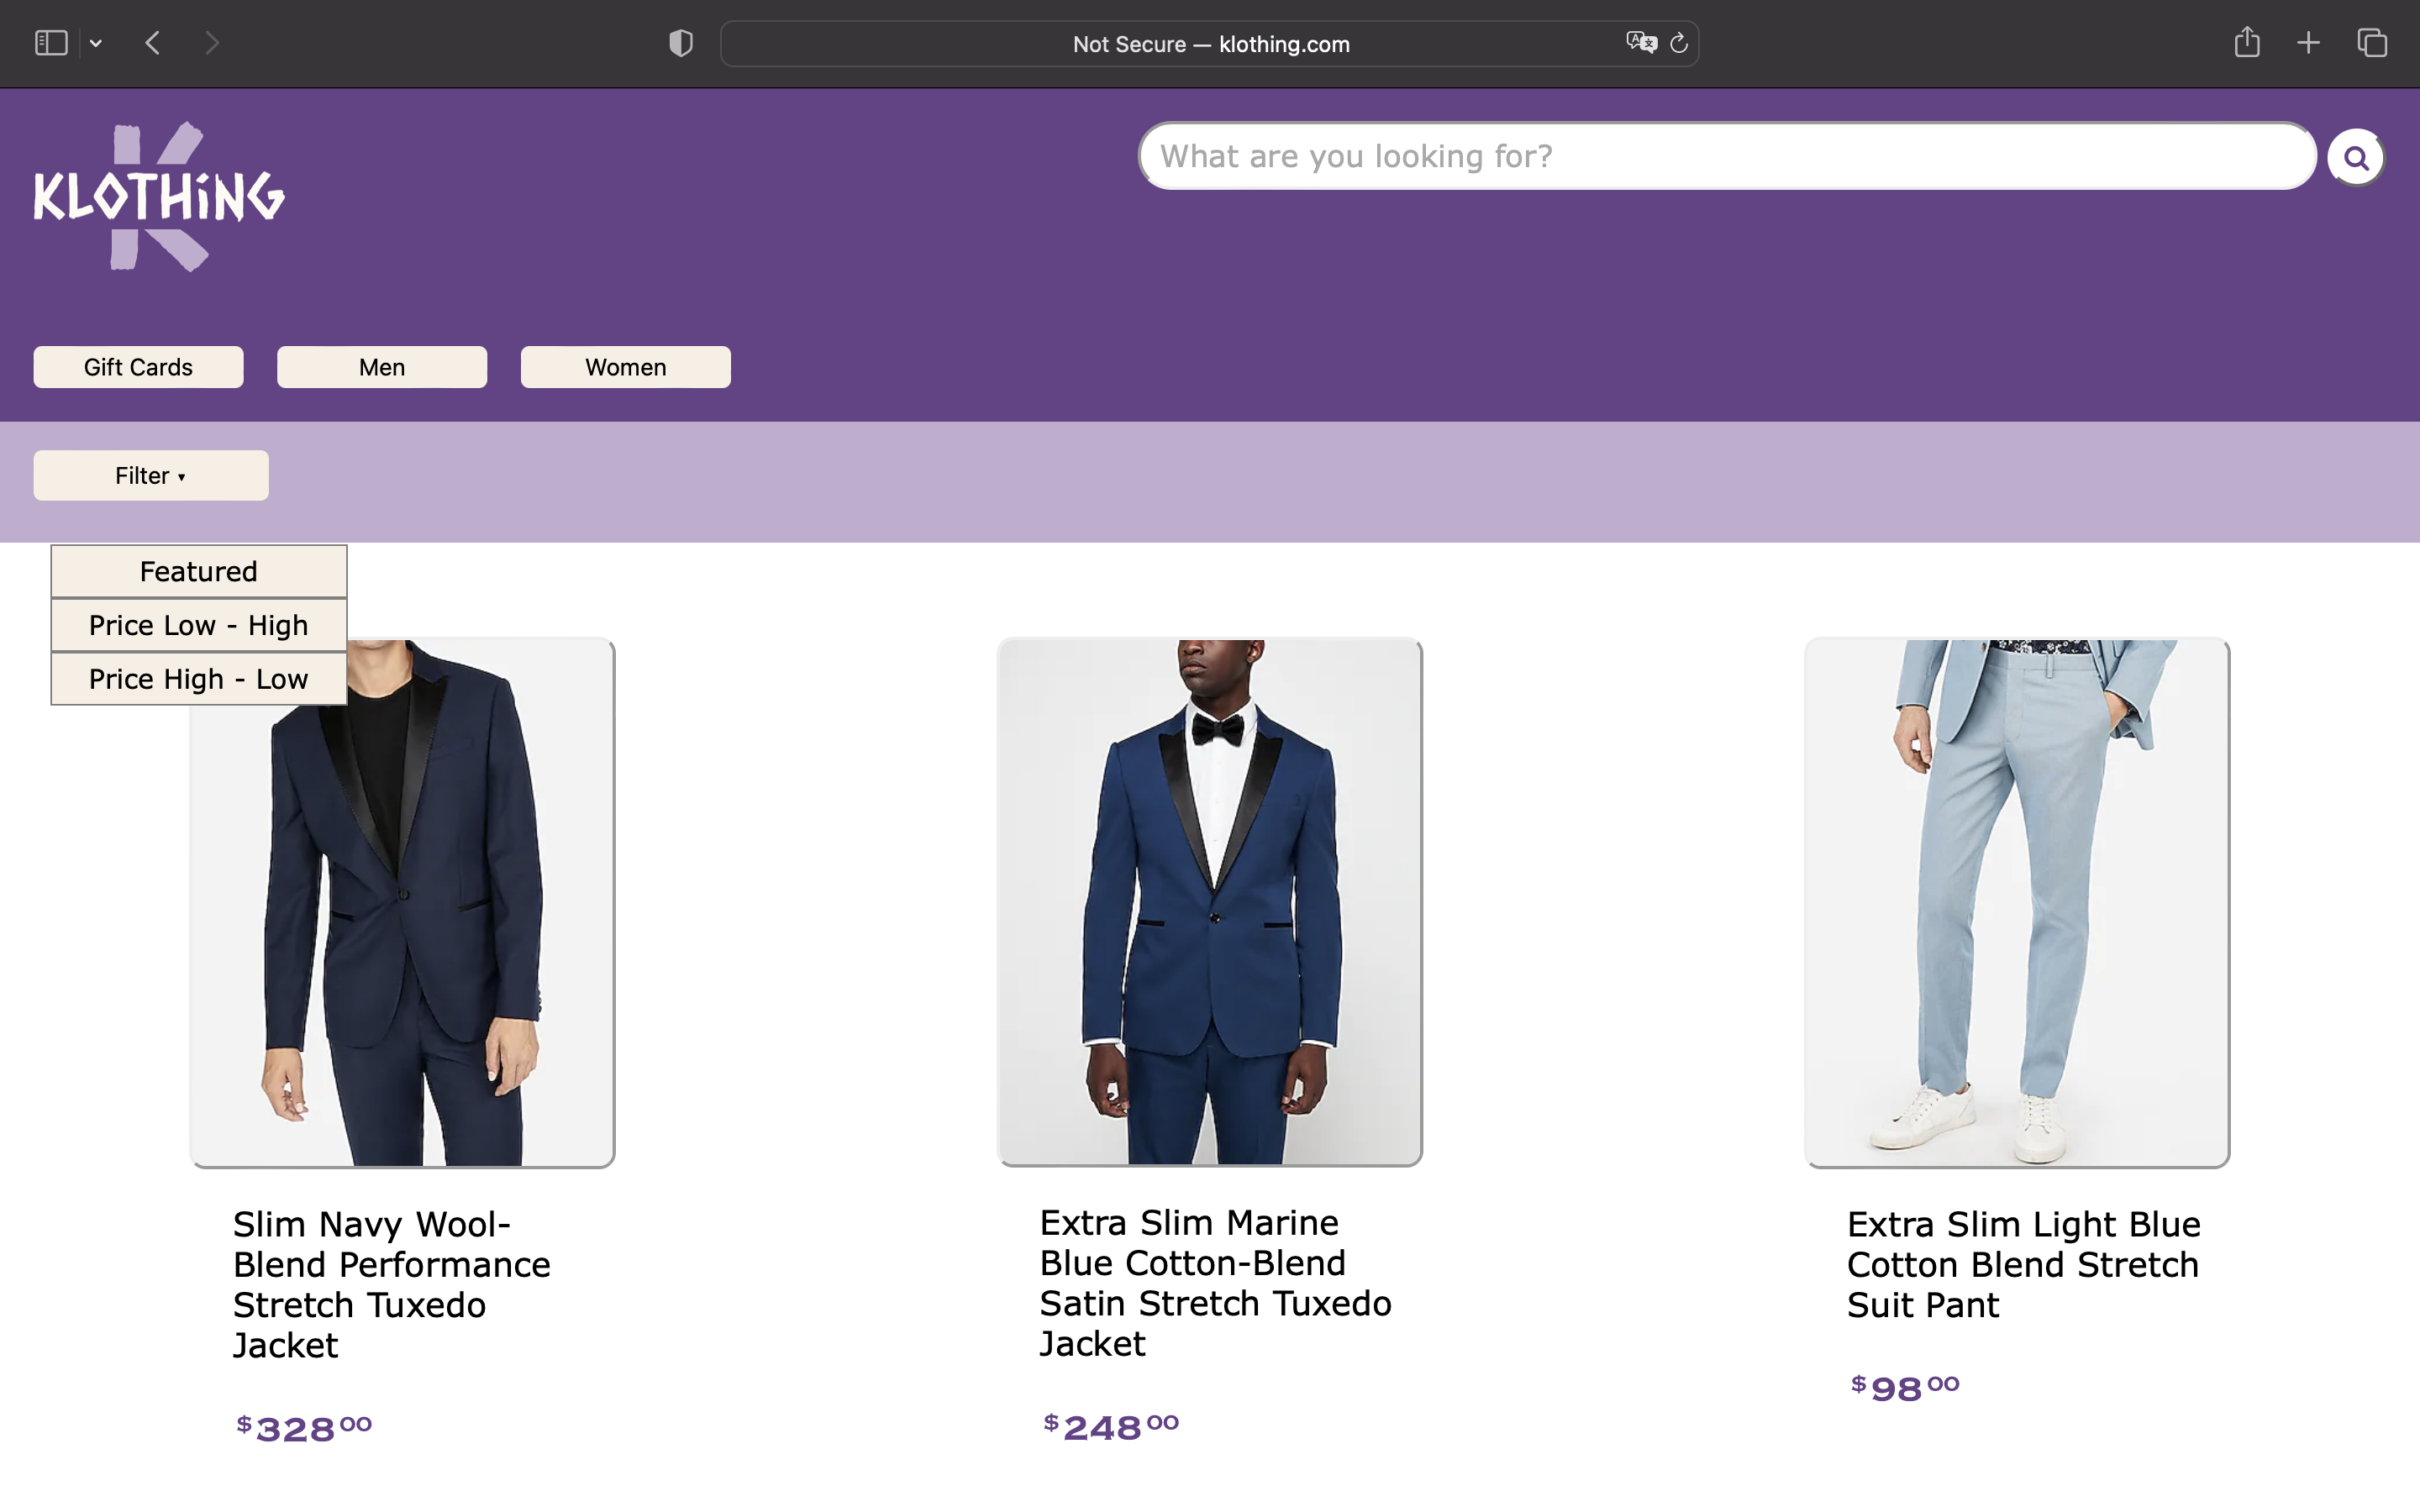 Not Secure — klothing.com
KLOTHiNG
What are you looking for?
Gift Cards
Men
Women
Filter ▾
Featured
Price Low - High
Price High - Low
Slim Navy Wool-
Blend Performance
Stretch Tuxedo
Jacket
$328 00
Extra Slim Marine
Blue Cotton-Blend
Satin Stretch Tuxedo
Jacket
$248 00
Extra Slim Light Blue
Cotton Blend Stretch
Suit Pant
$98 00